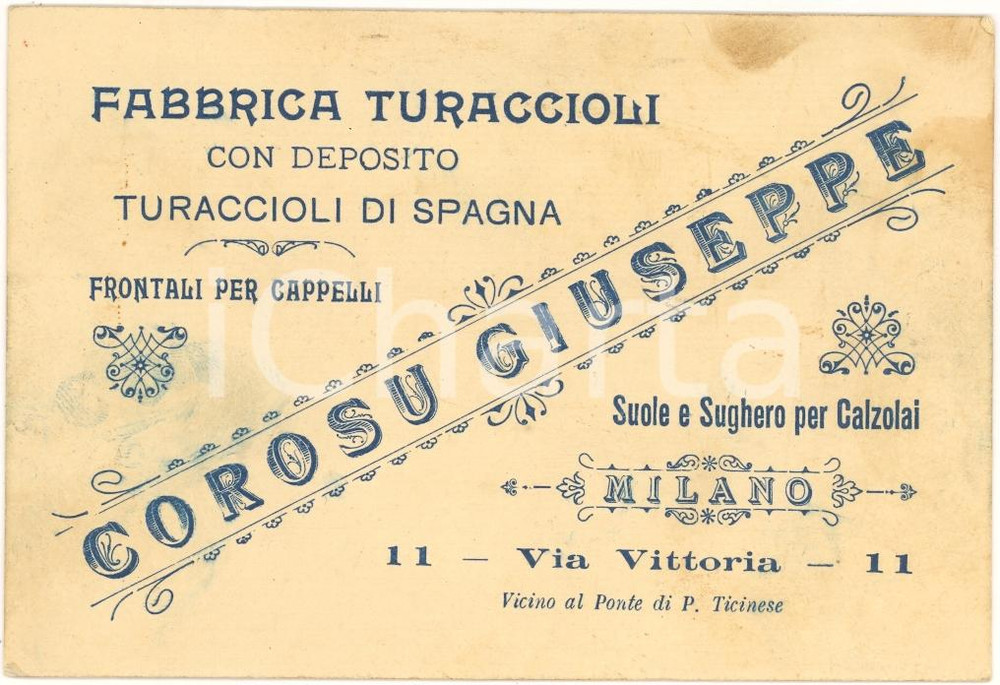 FABBRICA TURACCIOLI
CON DEPOSITO
TURACCIOLI DI SPAGNA
FRONTALI PER CAPPELLI
COROSU GIUSEPPE
Suole e Sughero per Calzolai
MILANO
11 – Via Vittoria – 11
Vicino al Ponte di P. Ticinese
iCharta